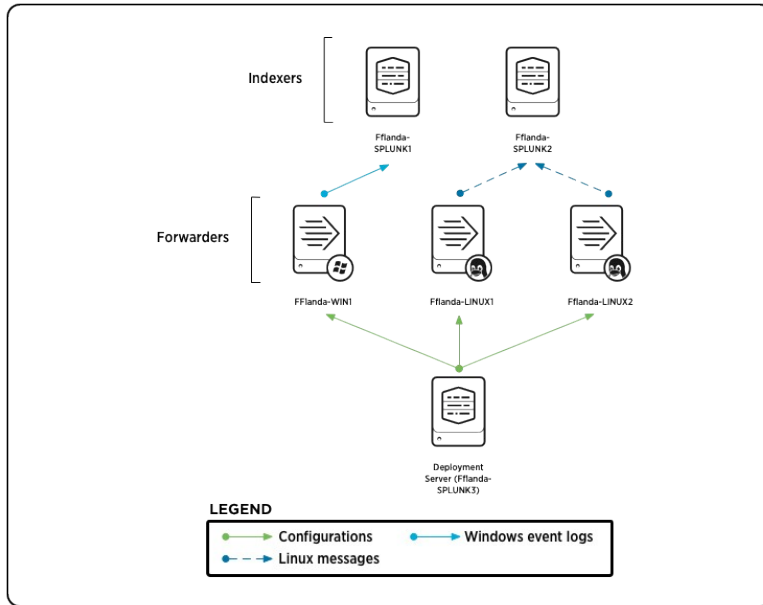 Indexers
Fflanda-
SPLUNK1
Fflanda-
SPLUNK2
Forwarders
FFlanda-WIN1
Fflanda-LINUX1
Fflanda-LINUX2
Deployment
Server (Fflanda-
SPLUNK3)
LEGEND
Configurations
Windows event logs
Linux messages